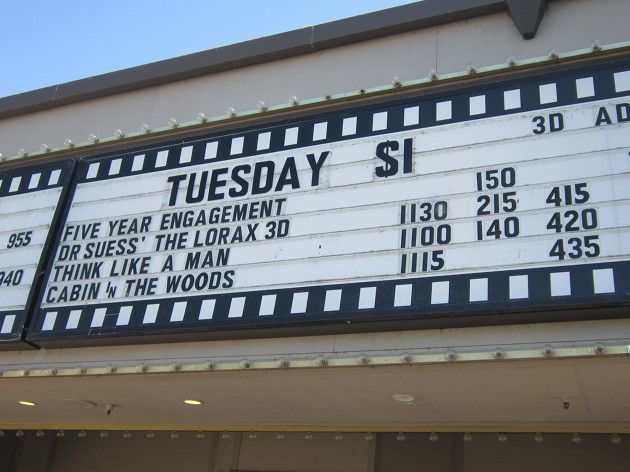 3D AD
TUESDAY $1
FIVE YEAR ENGAGEMENT 150
DR SUESS' THE LORAX 3D 1130 215 415
THINK LIKE A MAN 1100 140 420
CABIN 'N THE WOODS 1115 435
955
940